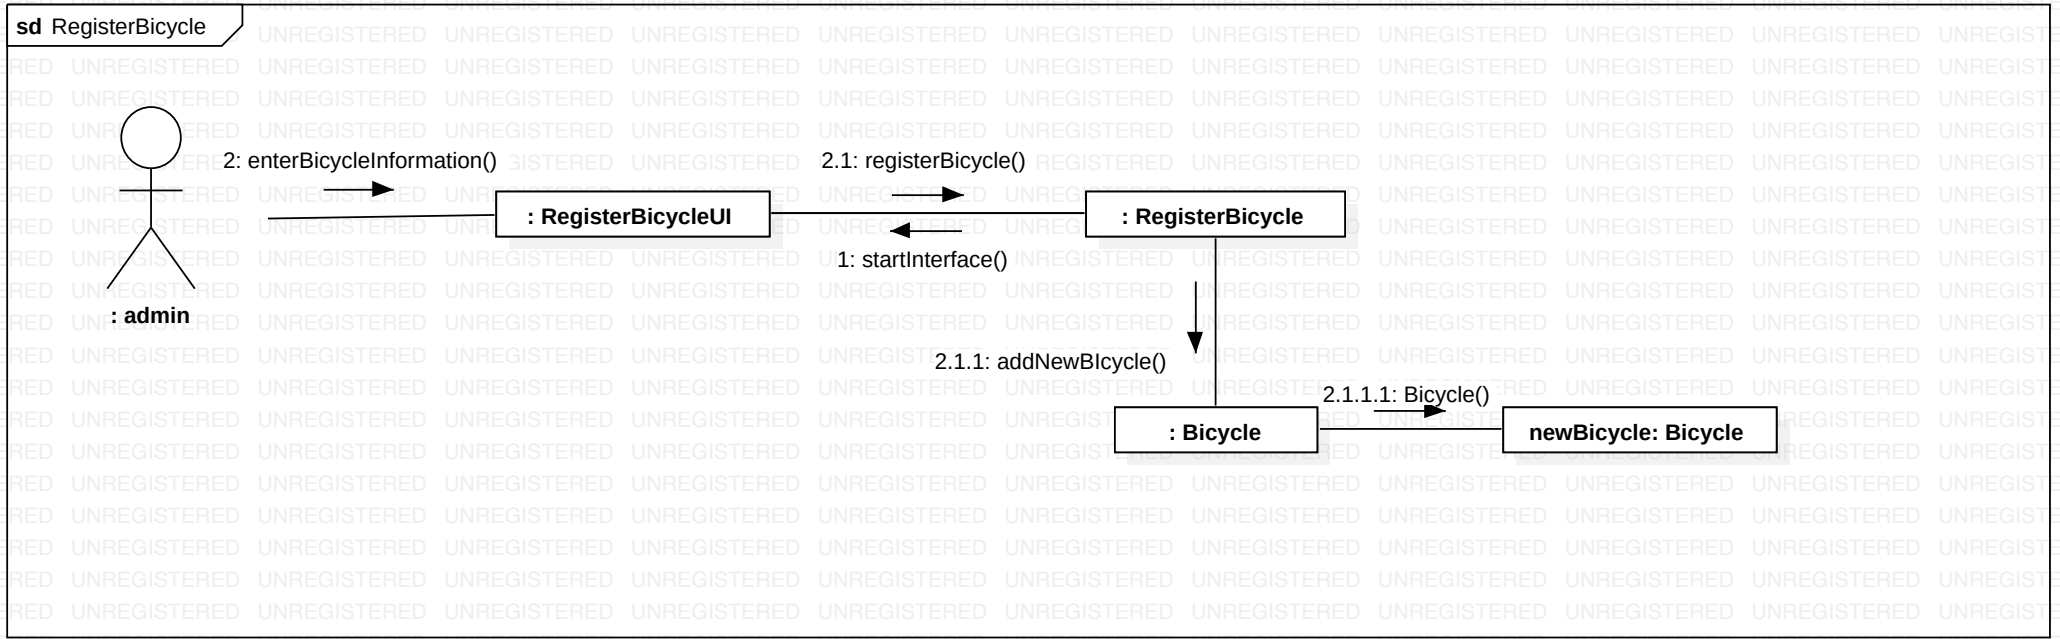 sd RegisterBicycle
2: enterBicycleInformation()
2.1: registerBicycle()
: RegisterBicycleUI
: RegisterBicycle
1: startInterface()
: admin
2.1.1: addNewBIcycle()
2.1.1.1: Bicycle()
: Bicycle
newBicycle: Bicycle
UNREGISTERED